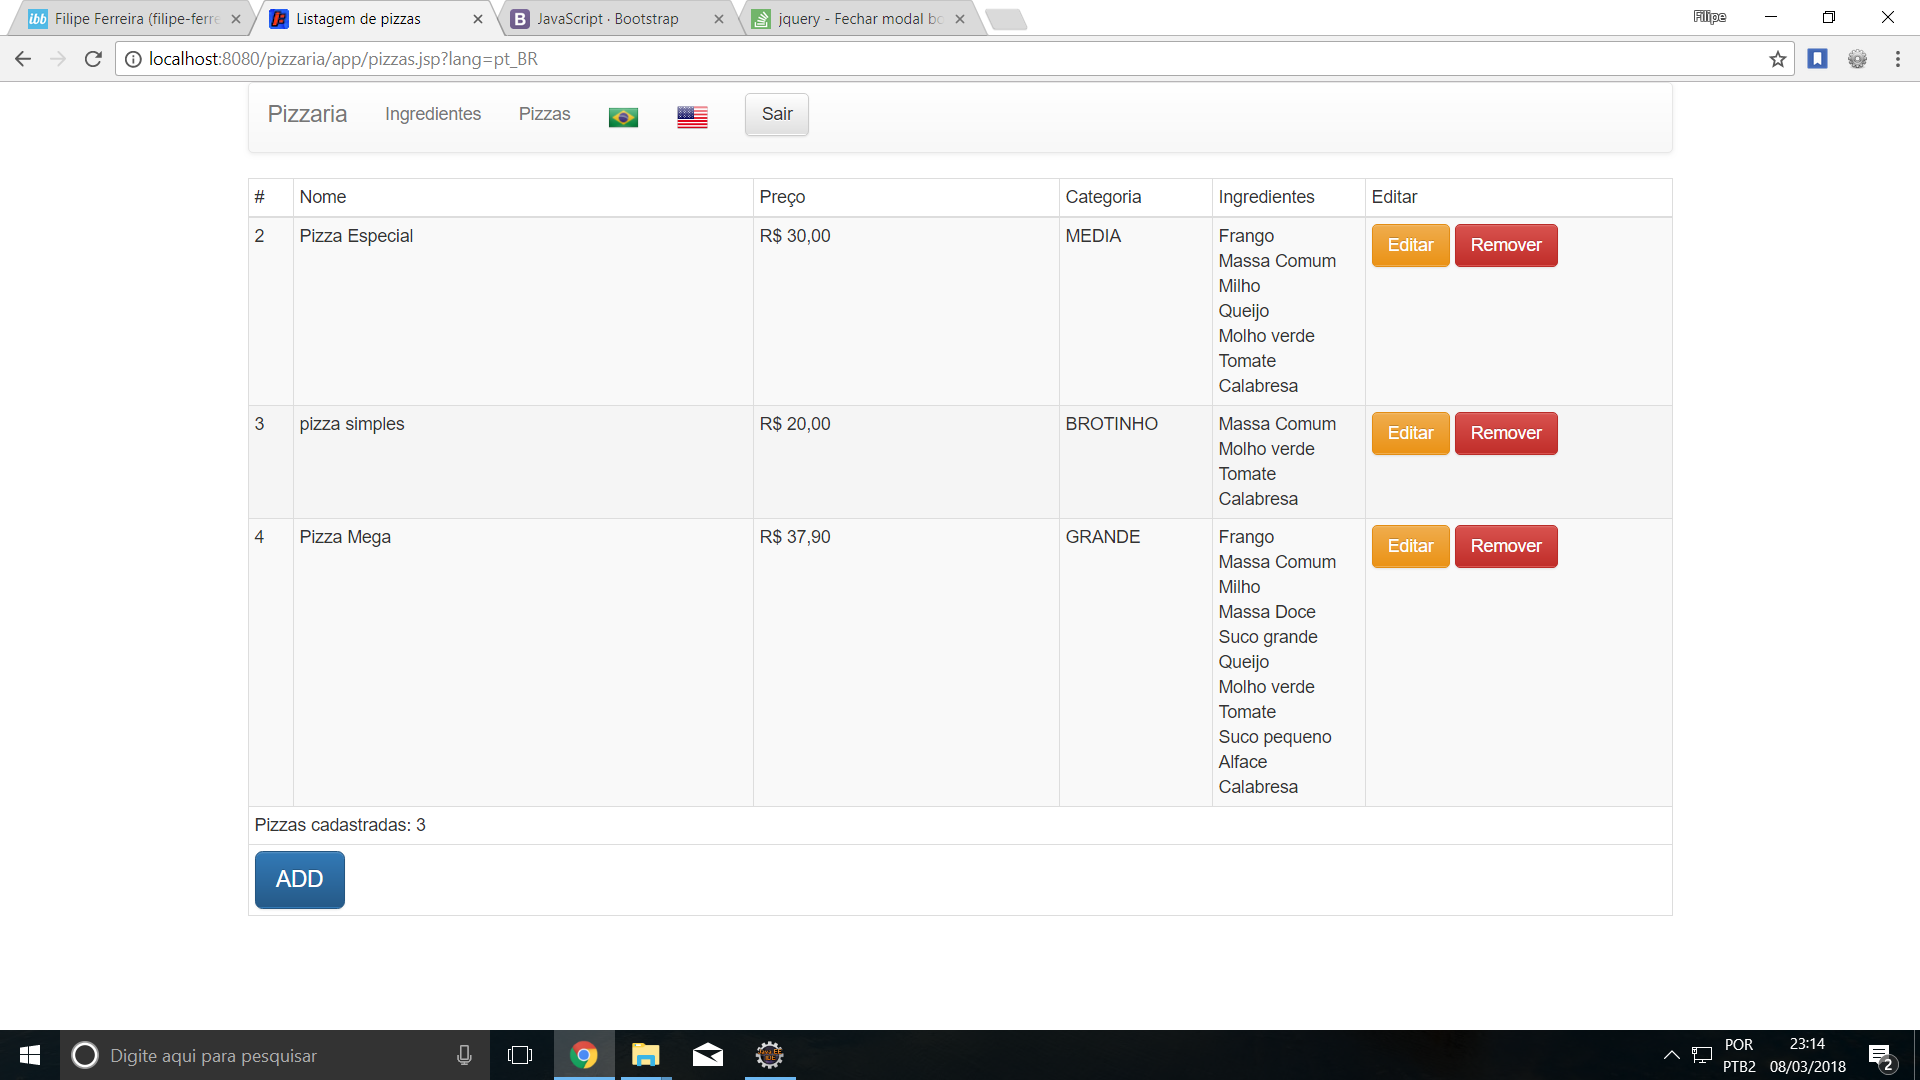 Filipe Ferreira (filipe-ferre
Listagem de pizzas
JavaScript · Bootstrap
jquery - Fechar modal bo
Filipe
localhost:8080/pizzaria/app/pizzas.jsp?lang=pt_BR
Pizzaria Ingredientes Pizzas Sair
# Nome Preço Categoria Ingredientes Editar
2 Pizza Especial R$ 30,00 MEDIA Frango Editar Remover
Massa Comum
Milho
Queijo
Molho verde
Tomate
Calabresa
3 pizza simples R$ 20,00 BROTINHO Massa Comum Editar Remover
Molho verde
Tomate
Calabresa
4 Pizza Mega R$ 37,90 GRANDE Frango Editar Remover
Massa Comum
Milho
Massa Doce
Suco grande
Queijo
Molho verde
Tomate
Suco pequeno
Alface
Calabresa
Pizzas cadastradas: 3
ADD
Digite aqui para pesquisar
POR
PTB2
23:14
08/03/2018
2